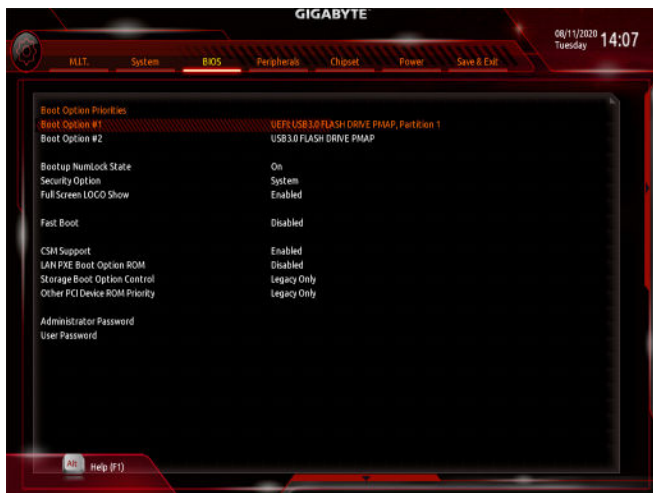 GIGABYTE
08/11/2020 Tuesday 14:07
M.I.T. System BIOS Peripherals Chipset Power Save & Exit
Boot Option Priorities
Boot Option #1 UEFI: USB3.0 FLASH DRIVE PMAP, Partition 1
Boot Option #2 USB3.0 FLASH DRIVE PMAP
Bootup NumLock State On
Security Option System
Full Screen LOGO Show Enabled
Fast Boot Disabled
CSM Support Enabled
LAN PXE Boot Option ROM Disabled
Storage Boot Option Control Legacy Only
Other PCI Device ROM Priority Legacy Only
Administrator Password
User Password
Alt Help (F1)